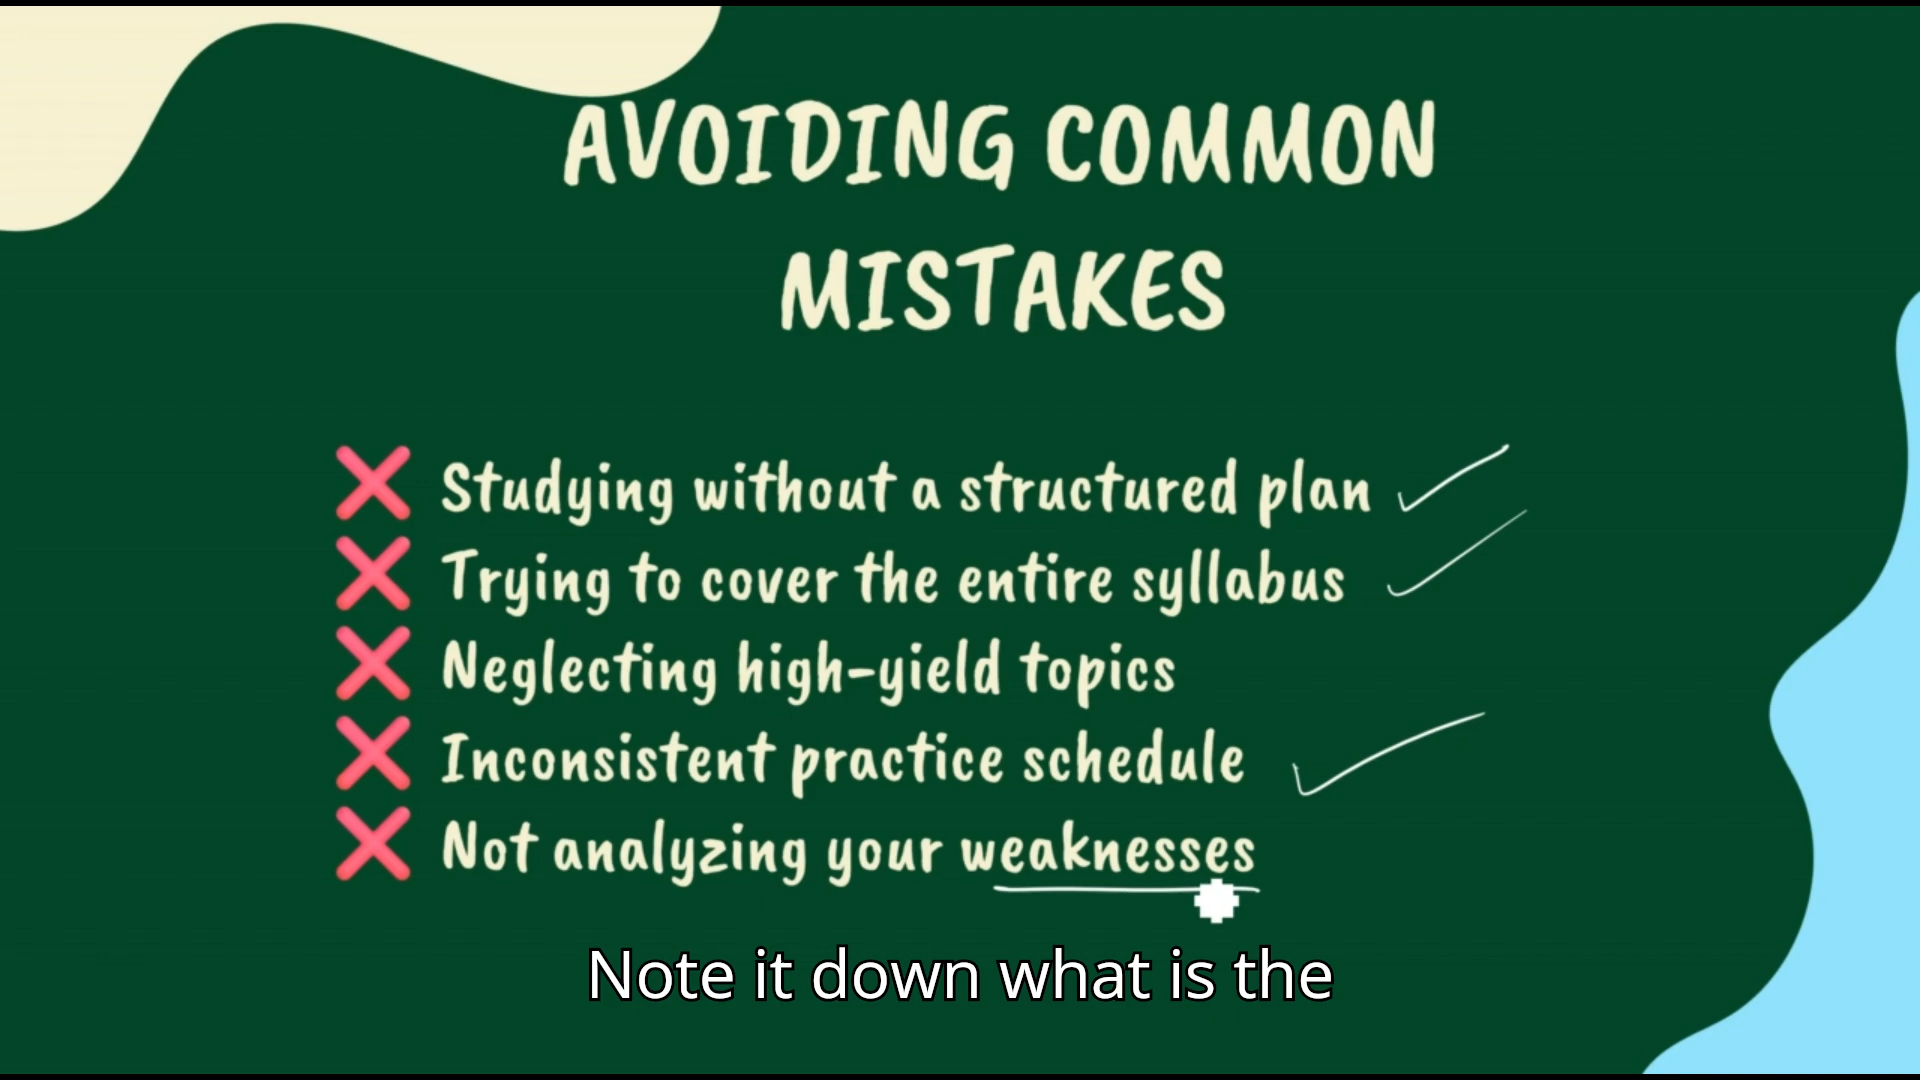 AVOIDING COMMON
MISTAKES
Studying without a structured plan
Trying to cover the entire syllabus
Neglecting high-yield topics
Inconsistent practice schedule
Not analyzing your weaknesses
Note it down what is the